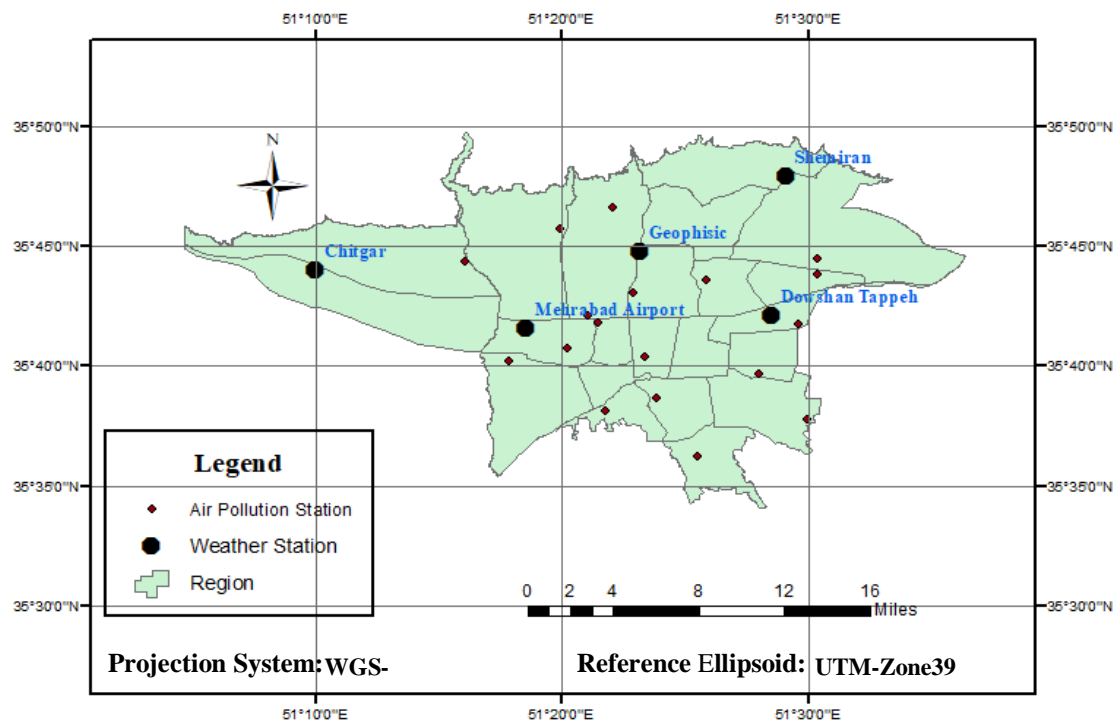 51°10'0"E 51°20'0"E 51°30'0"E
35°50'0"N 35°50'0"N
N
Shemiran
35°45'0"N 35°45'0"N
Geophisic
Chitgar
Mehrabad Airport
Dowshan Tappeh
35°40'0"N 35°40'0"N
35°35'0"N 35°35'0"N
35°30'0"N 35°30'0"N
Legend
Air Pollution Station
Weather Station
Region
0 2 4 8 12 16
Miles
Projection System: WGS-
Reference Ellipsoid: UTM-Zone39
51°10'0"E 51°20'0"E 51°30'0"E